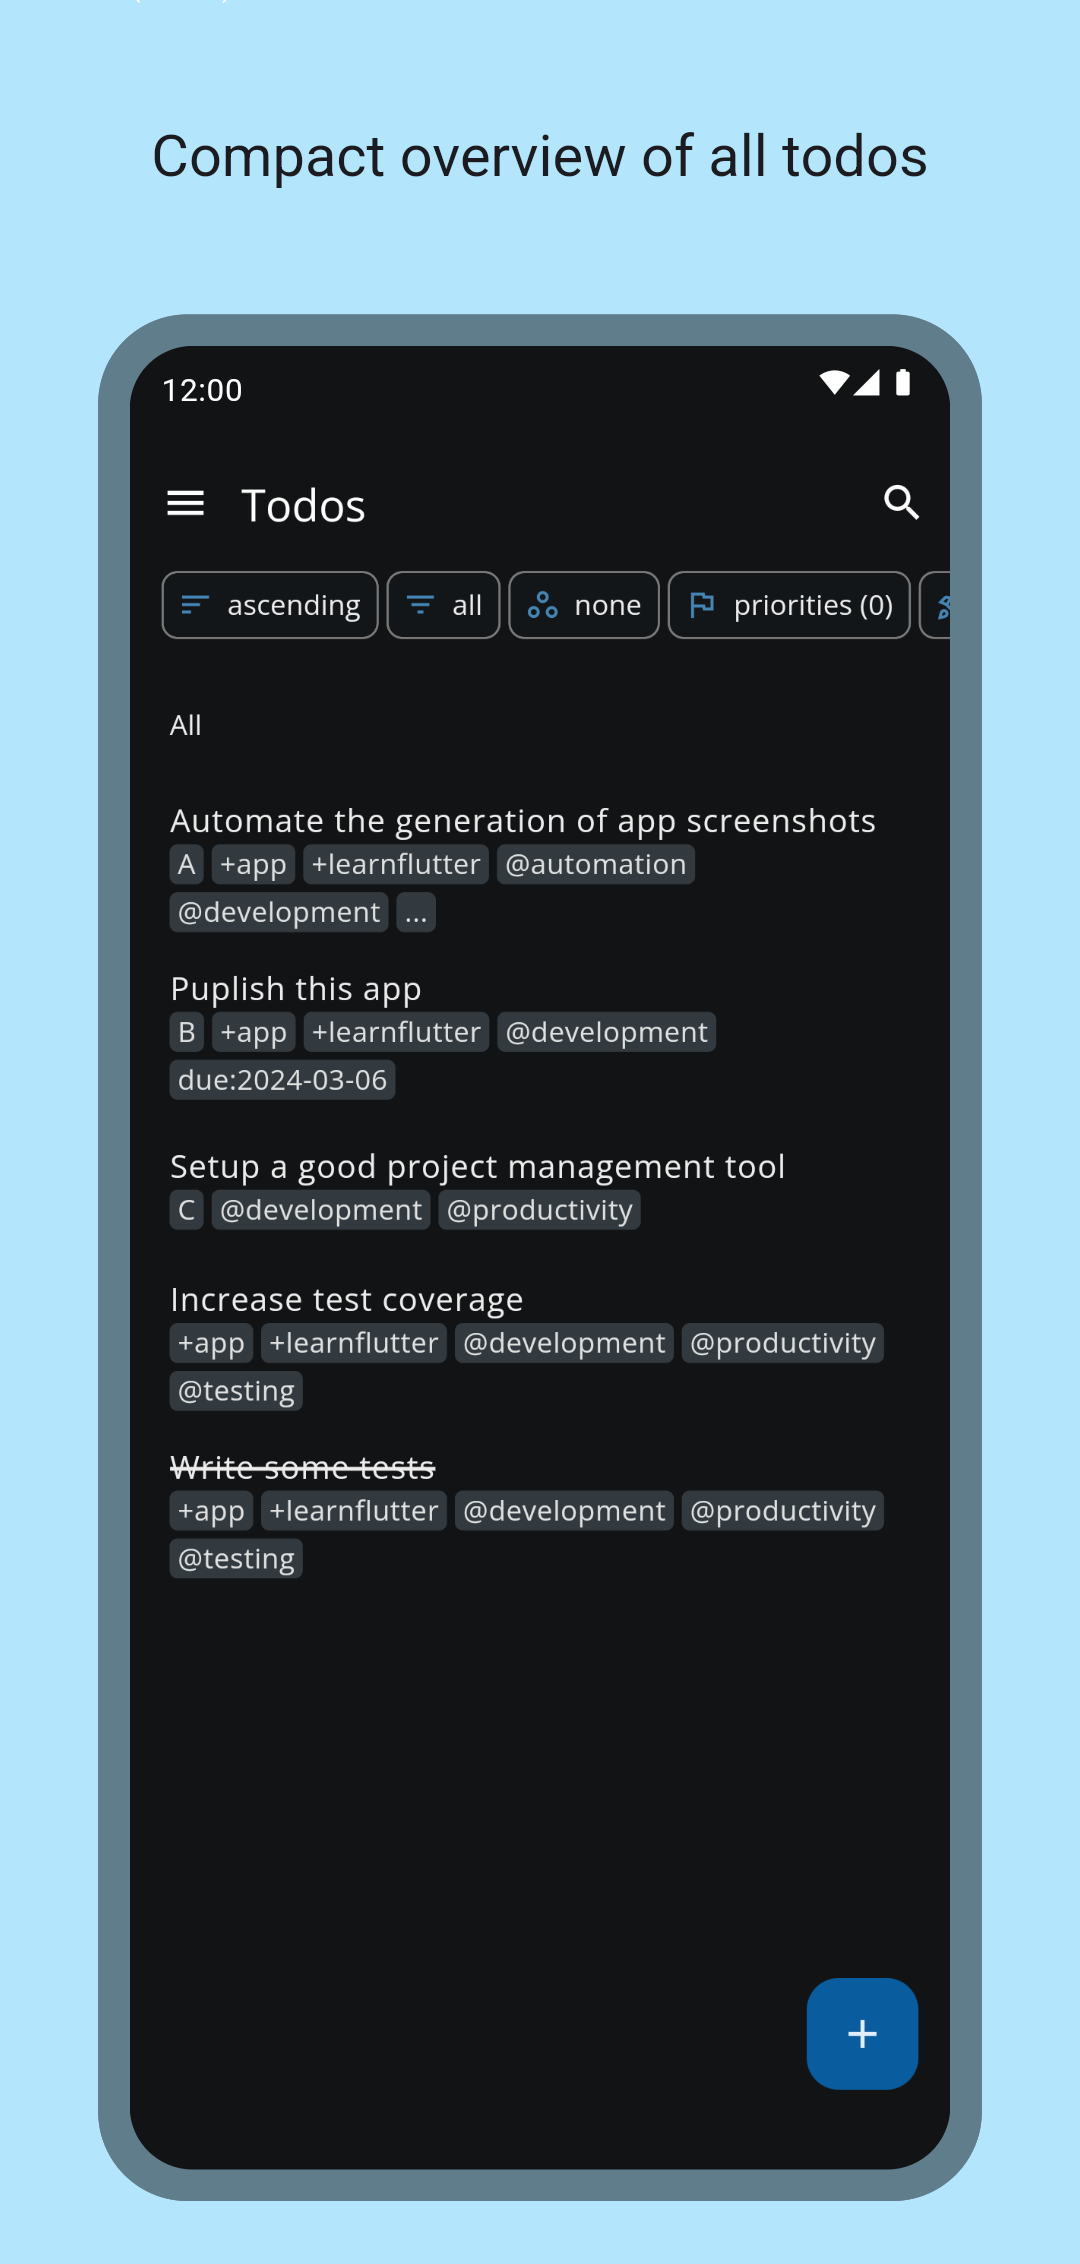 Compact overview of all todos
12:00
Todos
ascending all none priorities (0)
All
Automate the generation of app screenshots
A +app +learnflutter @automation
@development ...
Puplish this app
B +app +learnflutter @development
due:2024-03-06
Setup a good project management tool
C @development @productivity
Increase test coverage
+app +learnflutter @development @productivity
@testing
Write some tests
+app +learnflutter @development @productivity
@testing